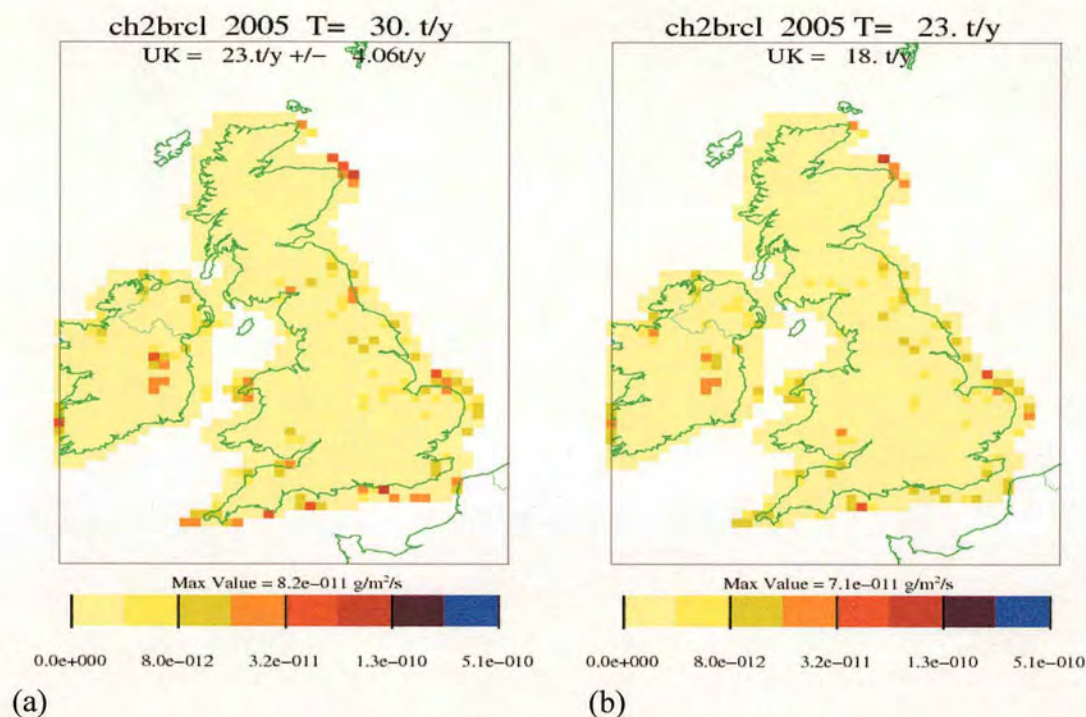 ch2brcl 2005 T= 30. t/y
UK = 23.t/y +/- 4.06t/y
Max Value = 8.2e-011 g/m²/s
0.0e+000 8.0e-012 3.2e-011 1.3e-010 5.1e-010
(a)
ch2brcl 2005 T= 23. t/y
UK = 18. t/y
Max Value = 7.1e-011 g/m²/s
0.0e+000 8.0e-012 3.2e-011 1.3e-010 5.1e-010
(b)